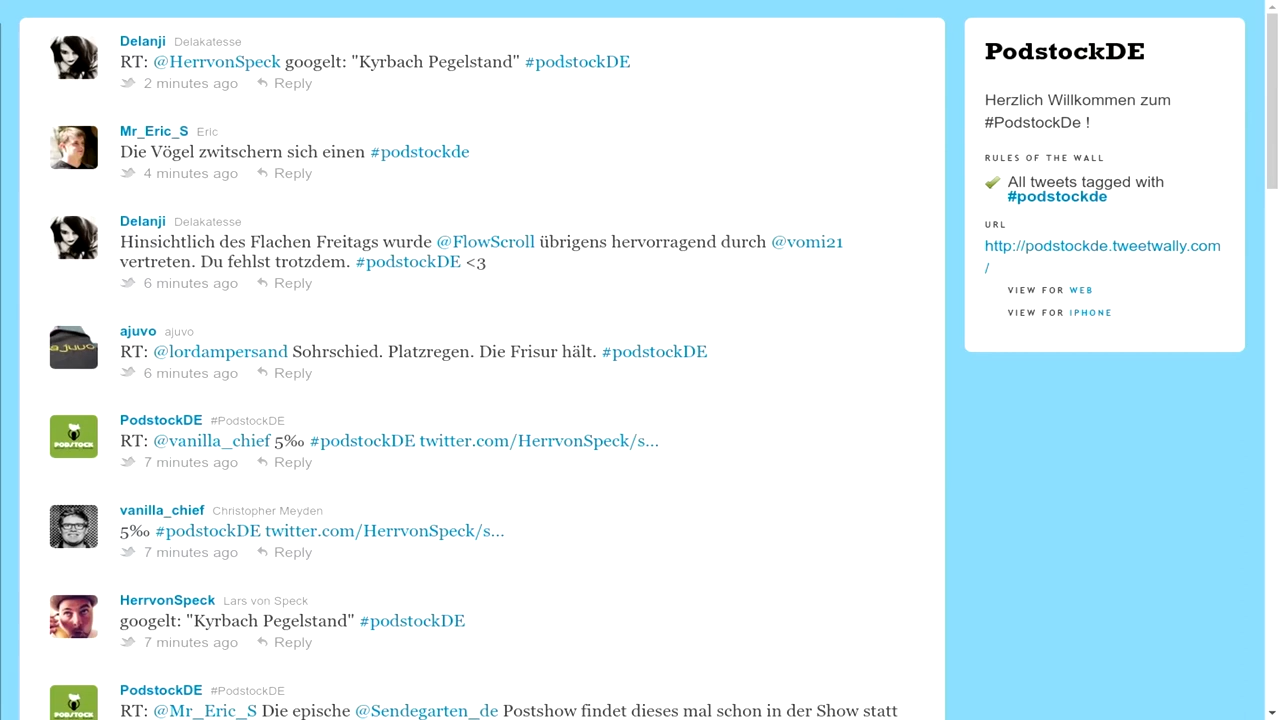 Delanji Delakatesse
RT: @HerrvonSpeck googelt: "Kyrbach Pegelstand" #podstockDE
2 minutes ago Reply
Mr_Eric_S Eric
Die Vögel zwitschern sich einen #podstockde
4 minutes ago Reply
Delanji Delakatesse
Hinsichtlich des Flachen Freitags wurde @FlowScroll übrigens hervorragend durch @vomi21
vertreten. Du fehlst trotzdem. #podstockDE <3
6 minutes ago Reply
ajuvo
ajuvo ajuvo
RT: @lordampersand Sohrschied. Platzregen. Die Frisur hält. #podstockDE
6 minutes ago Reply
PODSTOCK
PodstockDE #PodstockDE
RT: @vanilla_chief 5‰ #podstockDE twitter.com/HerrvonSpeck/s...
7 minutes ago Reply
vanilla_chief Christopher Meyden
5‰ #podstockDE twitter.com/HerrvonSpeck/s...
7 minutes ago Reply
HerrvonSpeck Lars von Speck
googelt: "Kyrbach Pegelstand" #podstockDE
7 minutes ago Reply
PODSTOCK
PodstockDE #PodstockDE
RT: @Mr_Eric_S Die epische @Sendegarten_de Postshow findet dieses mal schon in der Show statt
PodstockDE
Herzlich Willkommen zum
#PodstockDe !
RULES OF THE WALL
All tweets tagged with
#podstockde
URL
http://podstockde.tweetwally.com
/
VIEW FOR WEB
VIEW FOR IPHONE